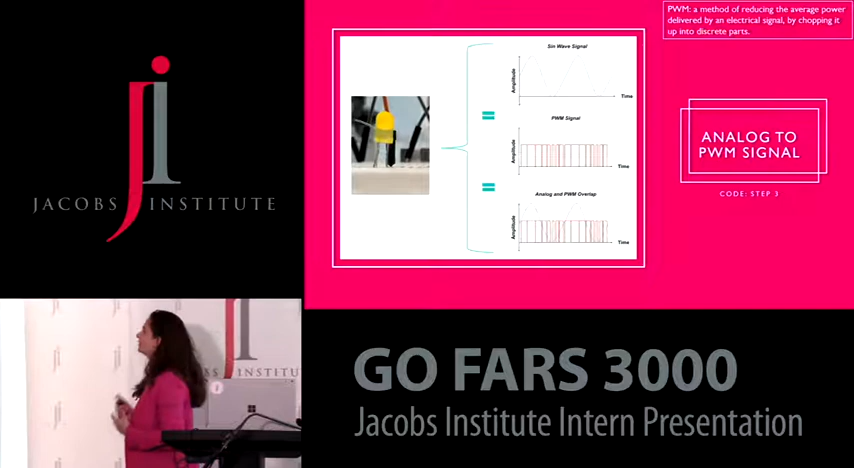 JACOBS INSTITUTE
PWM: a method of reducing the average power
delivered by an electrical signal, by chopping it
up into discrete parts.
Sin Wave Signal
Amplitude
Time
PWM Signal
Amplitude
Time
Analog and PWM Overlap
Amplitude
Time
ANALOG TO
PWM SIGNAL
CODE: STEP 3
BS INSTITU
GO FARS 3000
Jacobs Institute Intern Presentation